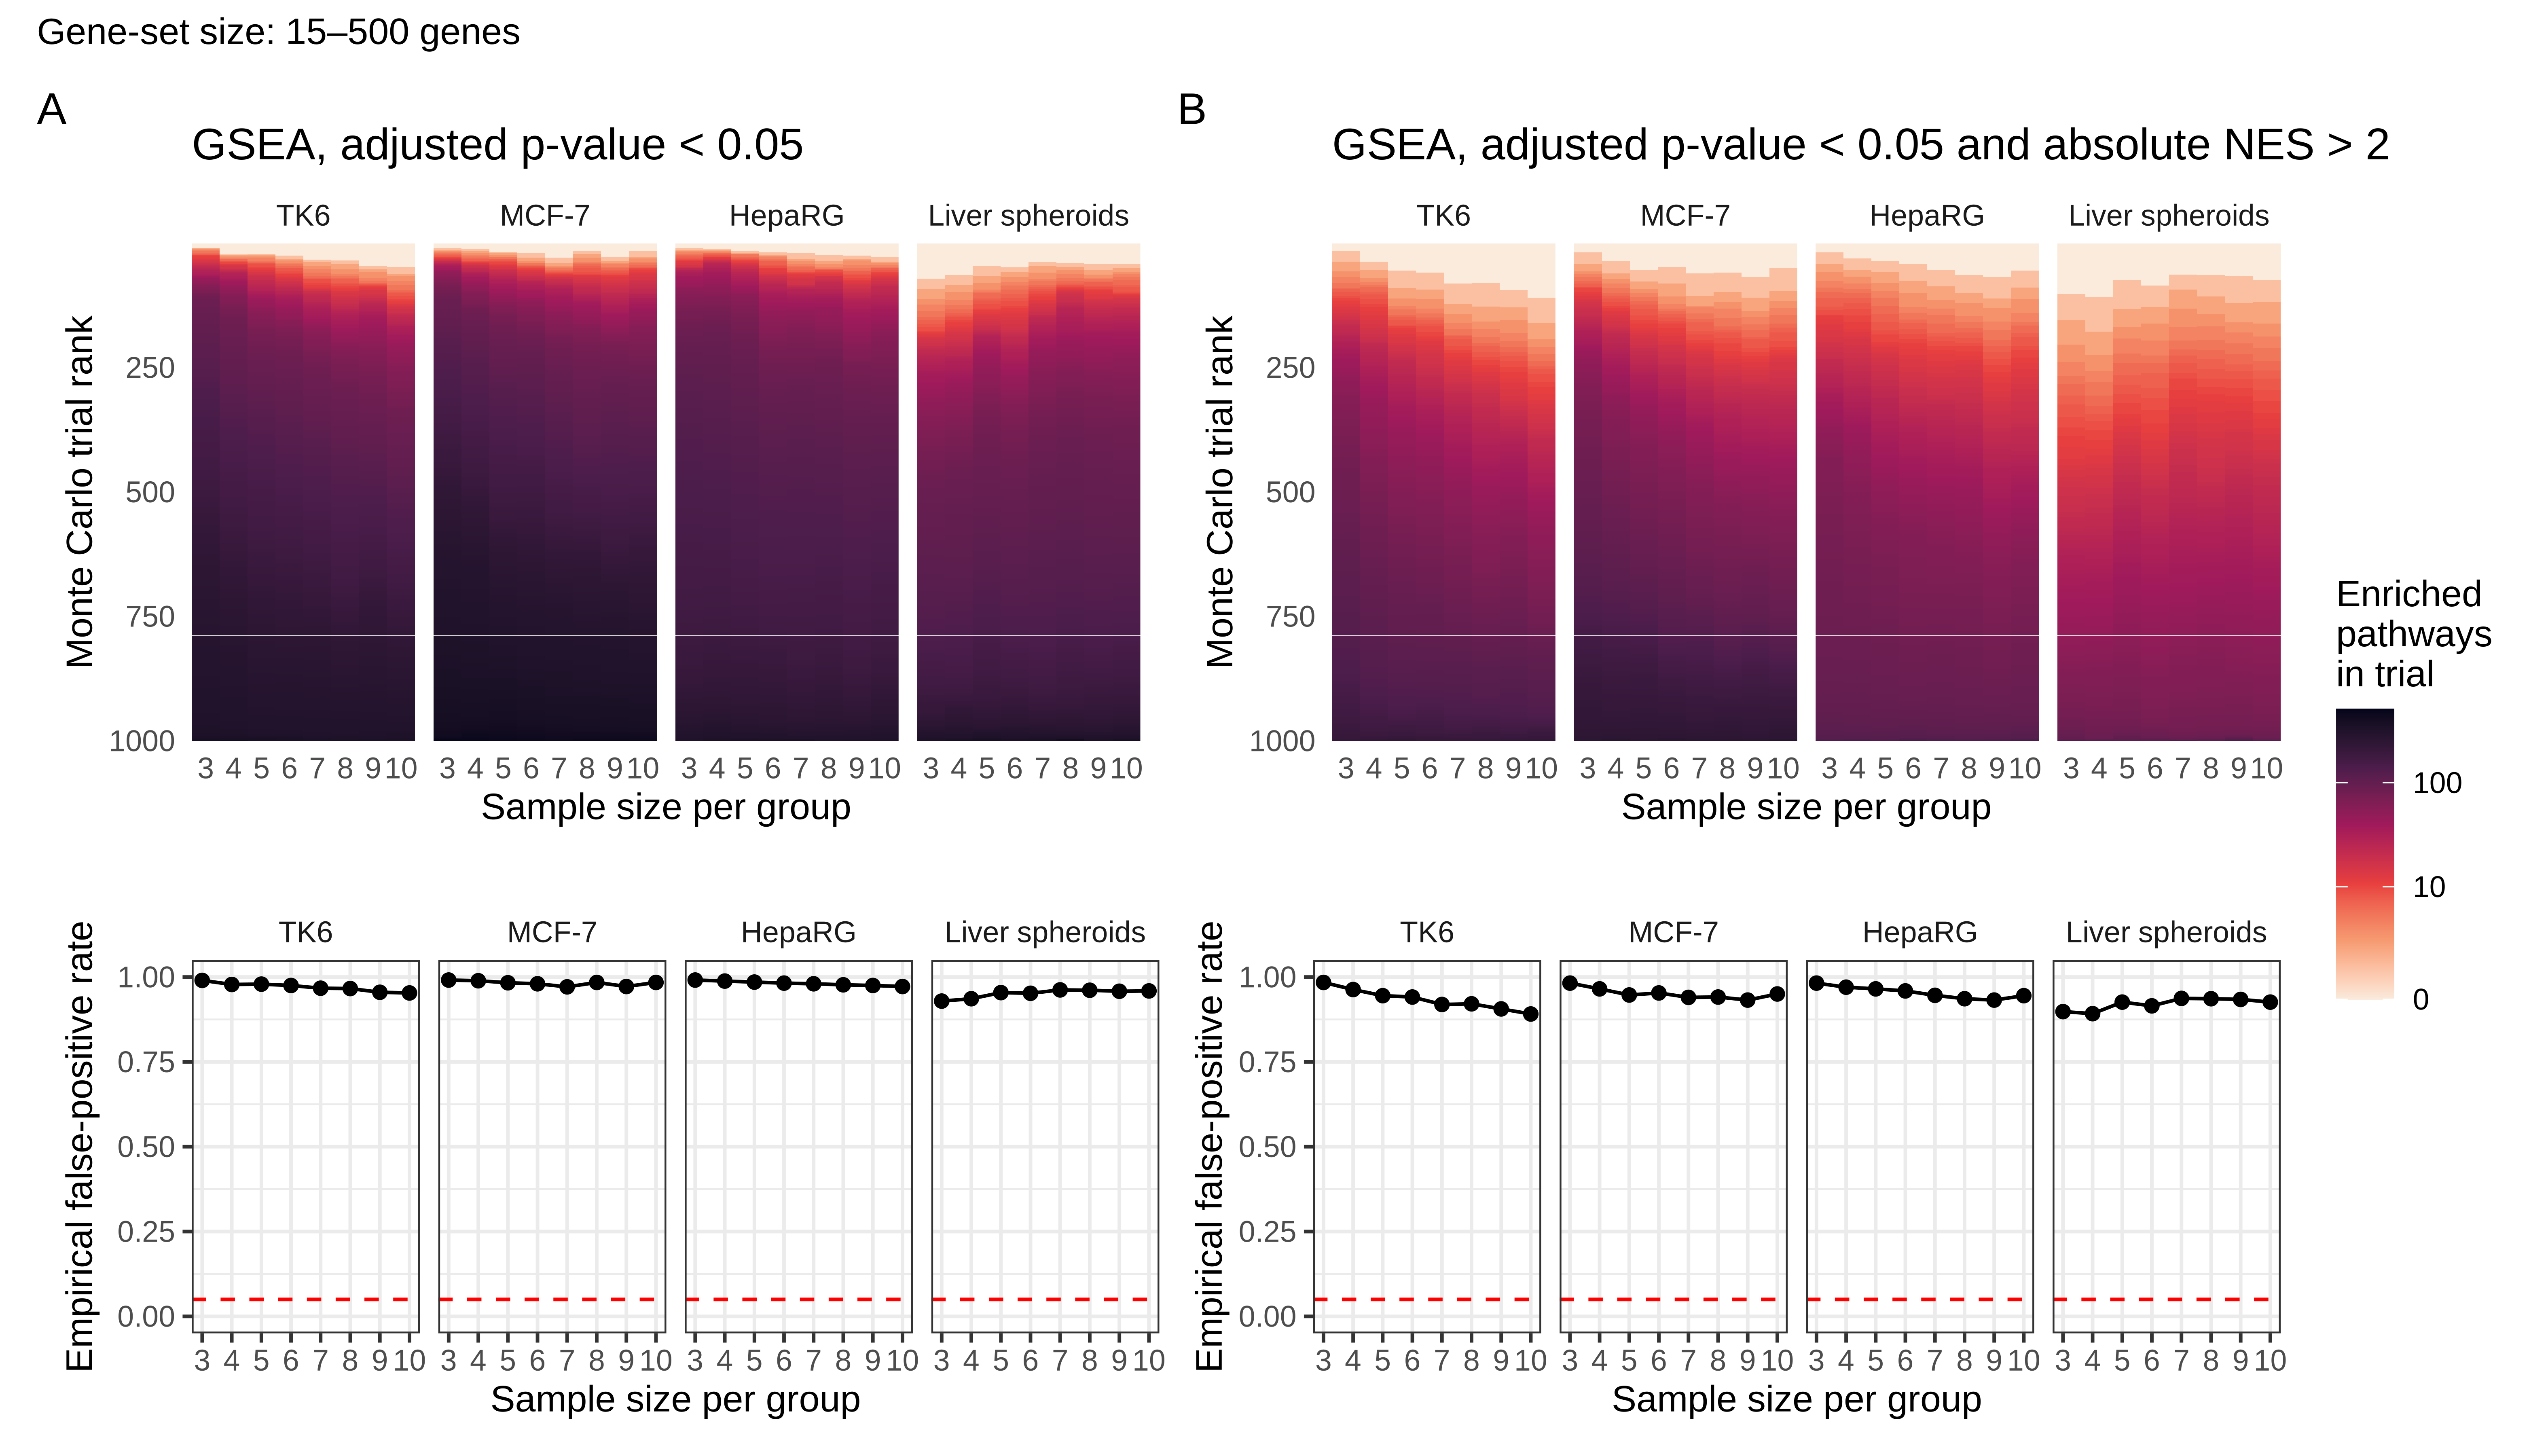 Gene-set size: 15–500 genes
A
GSEA, adjusted p-value < 0.05
TK6 MCF-7 HepaRG Liver spheroids
Monte Carlo trial rank
250
500
750
1000
3 4 5 6 7 8 9 10 3 4 5 6 7 8 9 10 3 4 5 6 7 8 9 10 3 4 5 6 7 8 9 10
Sample size per group
TK6 MCF-7 HepaRG Liver spheroids
Empirical false-positive rate
1.00
0.75
0.50
0.25
0.00
3 4 5 6 7 8 9 10 3 4 5 6 7 8 9 10 3 4 5 6 7 8 9 10 3 4 5 6 7 8 9 10
Sample size per group
B
GSEA, adjusted p-value < 0.05 and absolute NES > 2
TK6 MCF-7 HepaRG Liver spheroids
Monte Carlo trial rank
250
500
750
1000
3 4 5 6 7 8 9 10 3 4 5 6 7 8 9 10 3 4 5 6 7 8 9 10 3 4 5 6 7 8 9 10
Sample size per group
TK6 MCF-7 HepaRG Liver spheroids
Empirical false-positive rate
1.00
0.75
0.50
0.25
0.00
3 4 5 6 7 8 9 10 3 4 5 6 7 8 9 10 3 4 5 6 7 8 9 10 3 4 5 6 7 8 9 10
Sample size per group
Enriched
pathways
in trial
100
10
0